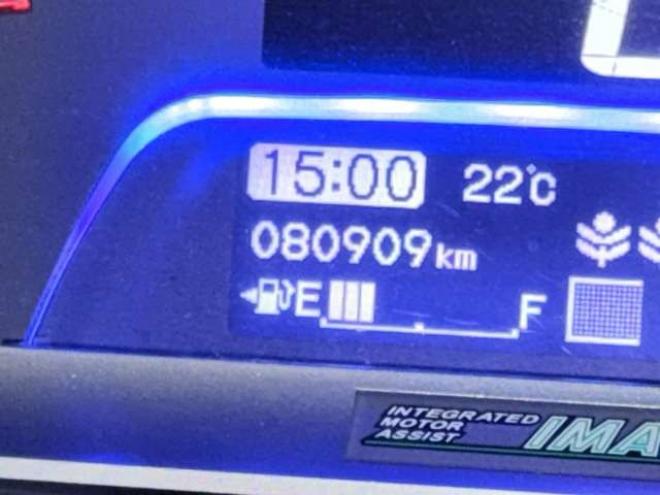 15:00 22°C
080909km
E F
INTEGRATED
MOTOR
ASSIST
IMA